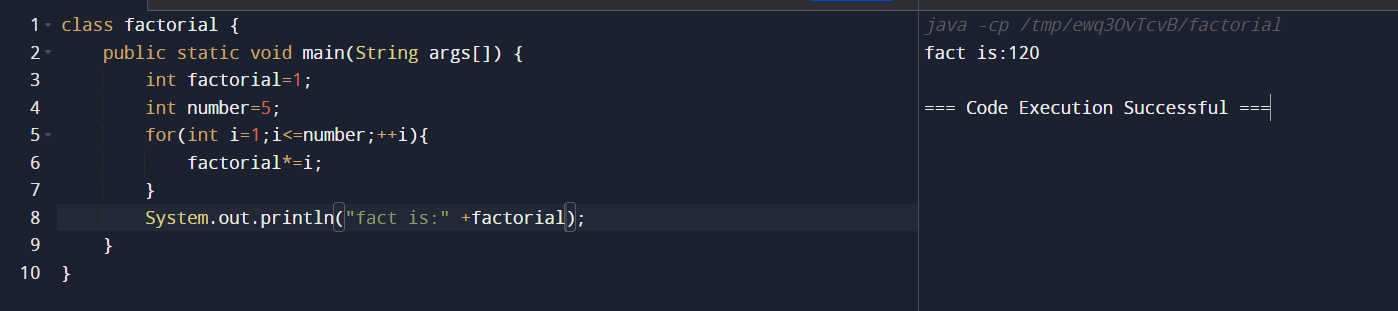 1 class factorial {
2     public static void main(String args[]) {
3         int factorial=1;
4         int number=5;
5         for(int i=1;i<=number;++i){
6             factorial*=i;
7         }
8         System.out.println("fact is:" +factorial);
9     }
10 }
java -cp /tmp/ewq3OvTcvB/factorial
fact is:120
=== Code Execution Successful ===